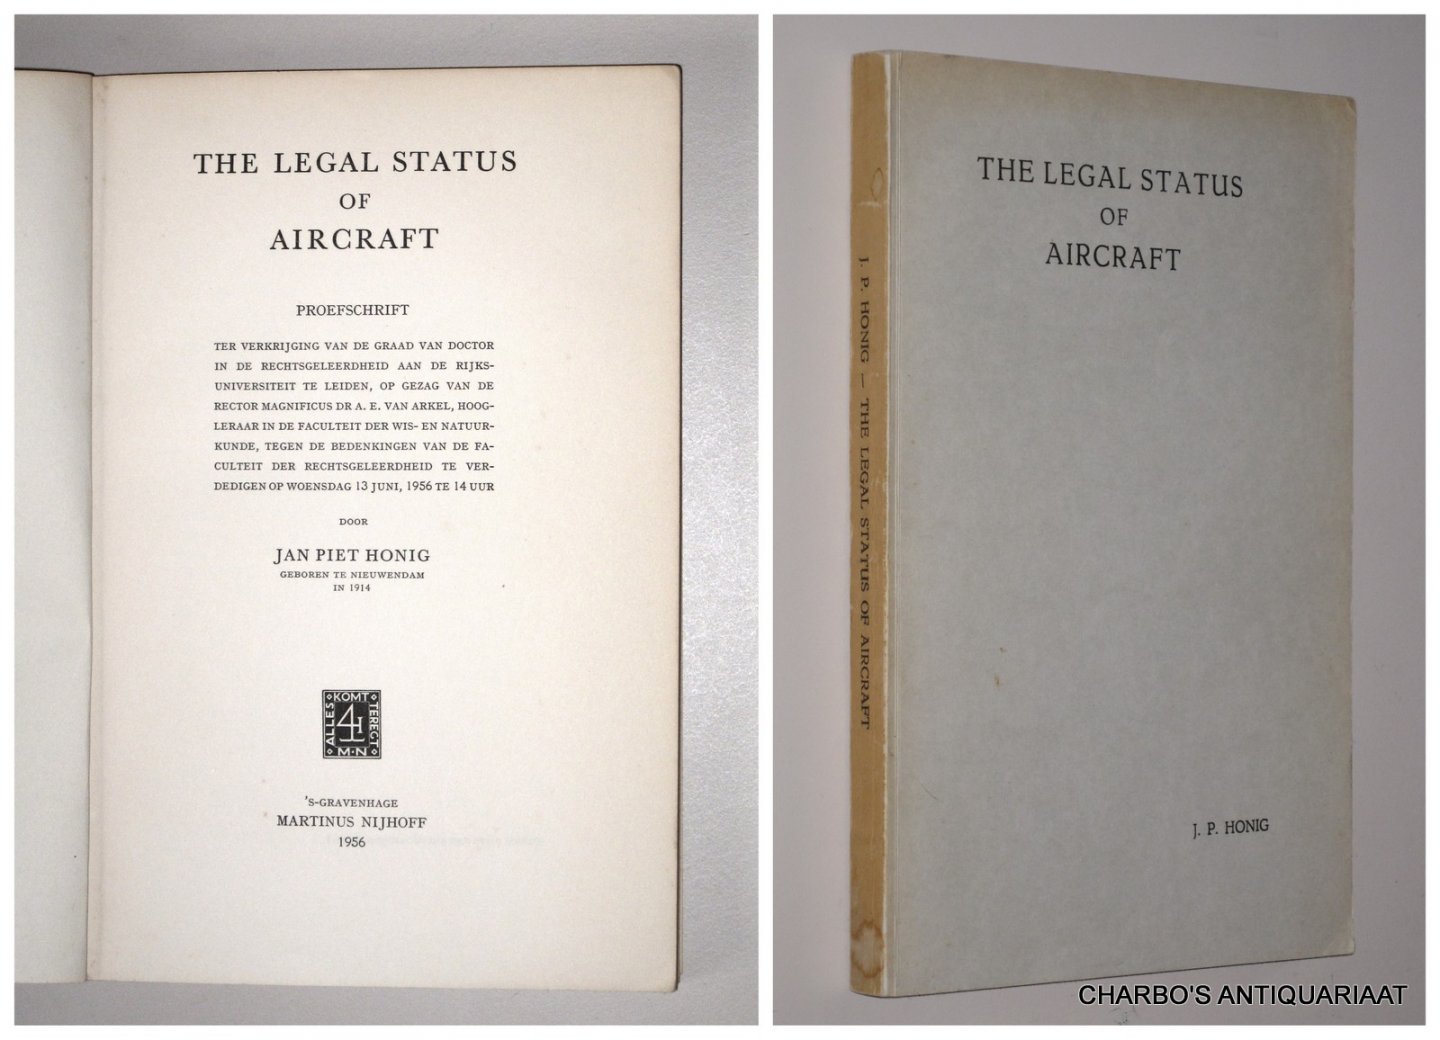 THE LEGAL STATUS
OF
AIRCRAFT
PROEFSCHRIFT
TER VERKRIJGING VAN DE GRAAD VAN DOCTOR
IN DE RECHTSGELEERDHEID AAN DE RIJKS-
UNIVERSITEIT TE LEIDEN, OP GEZAG VAN DE
RECTOR MAGNIFICUS DR A. E. VAN ARKEL, HOOG-
LERAAR IN DE FACULTEIT DER WIS- EN NATUUR-
KUNDE, TEGEN DE BEDENKINGEN VAN DE FA-
CULTEIT DER RECHTSGELEERDHEID TE VER-
DEDIGEN OP WOENSDAG 13 JUNI, 1956 TE 14 UUR
DOOR
JAN PIET HONIG
GEBOREN TE NIEUWENDAM
IN 1914
ALLES
KOMT
TERECT
M·N
'S-GRAVENHAGE
MARTINUS NIJHOFF
1956
J. P. HONIG — THE LEGAL STATUS OF AIRCRAFT
THE LEGAL STATUS
OF
AIRCRAFT
J. P. HONIG
CHARBO'S ANTIQUARIAAT